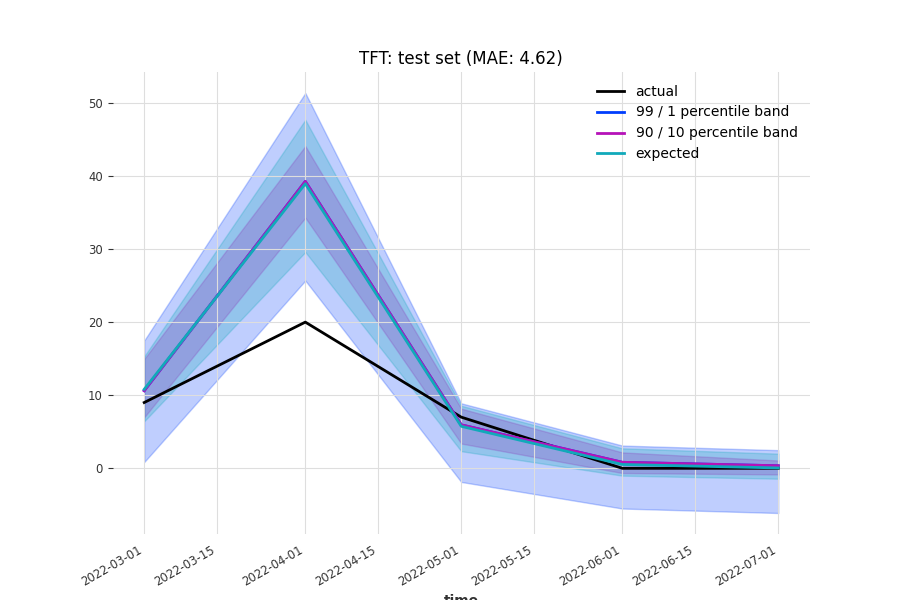 TFT: test set (MAE: 4.62)
actual
99 / 1 percentile band
90 / 10 percentile band
expected
50
40
30
20
10
0
2022-03-01
2022-03-15
2022-04-01
2022-04-15
2022-05-01
2022-05-15
2022-06-01
2022-06-15
2022-07-01
time